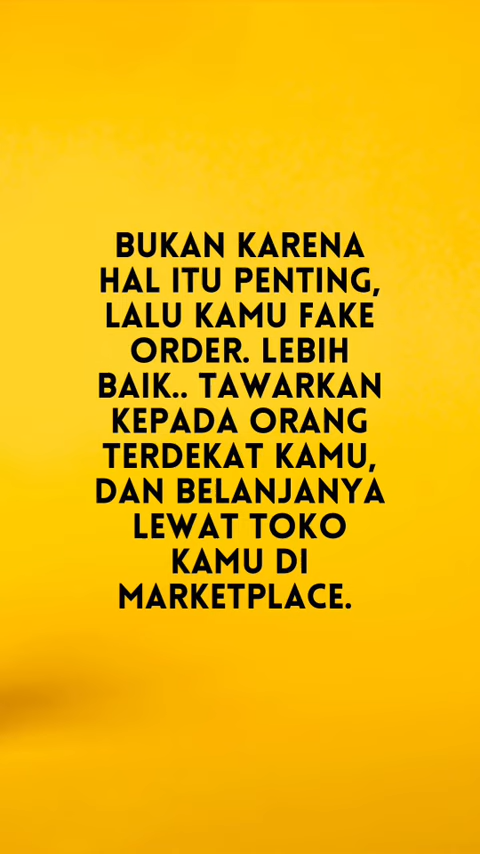 BUKAN KARENA
HAL ITU PENTING,
LALU KAMU FAKE
ORDER. LEBIH
BAIK.. TAWARKAN
KEPADA ORANG
TERDEKAT KAMU,
DAN BELANJANYA
LEWAT TOKO
KAMU DI
MARKETPLACE.